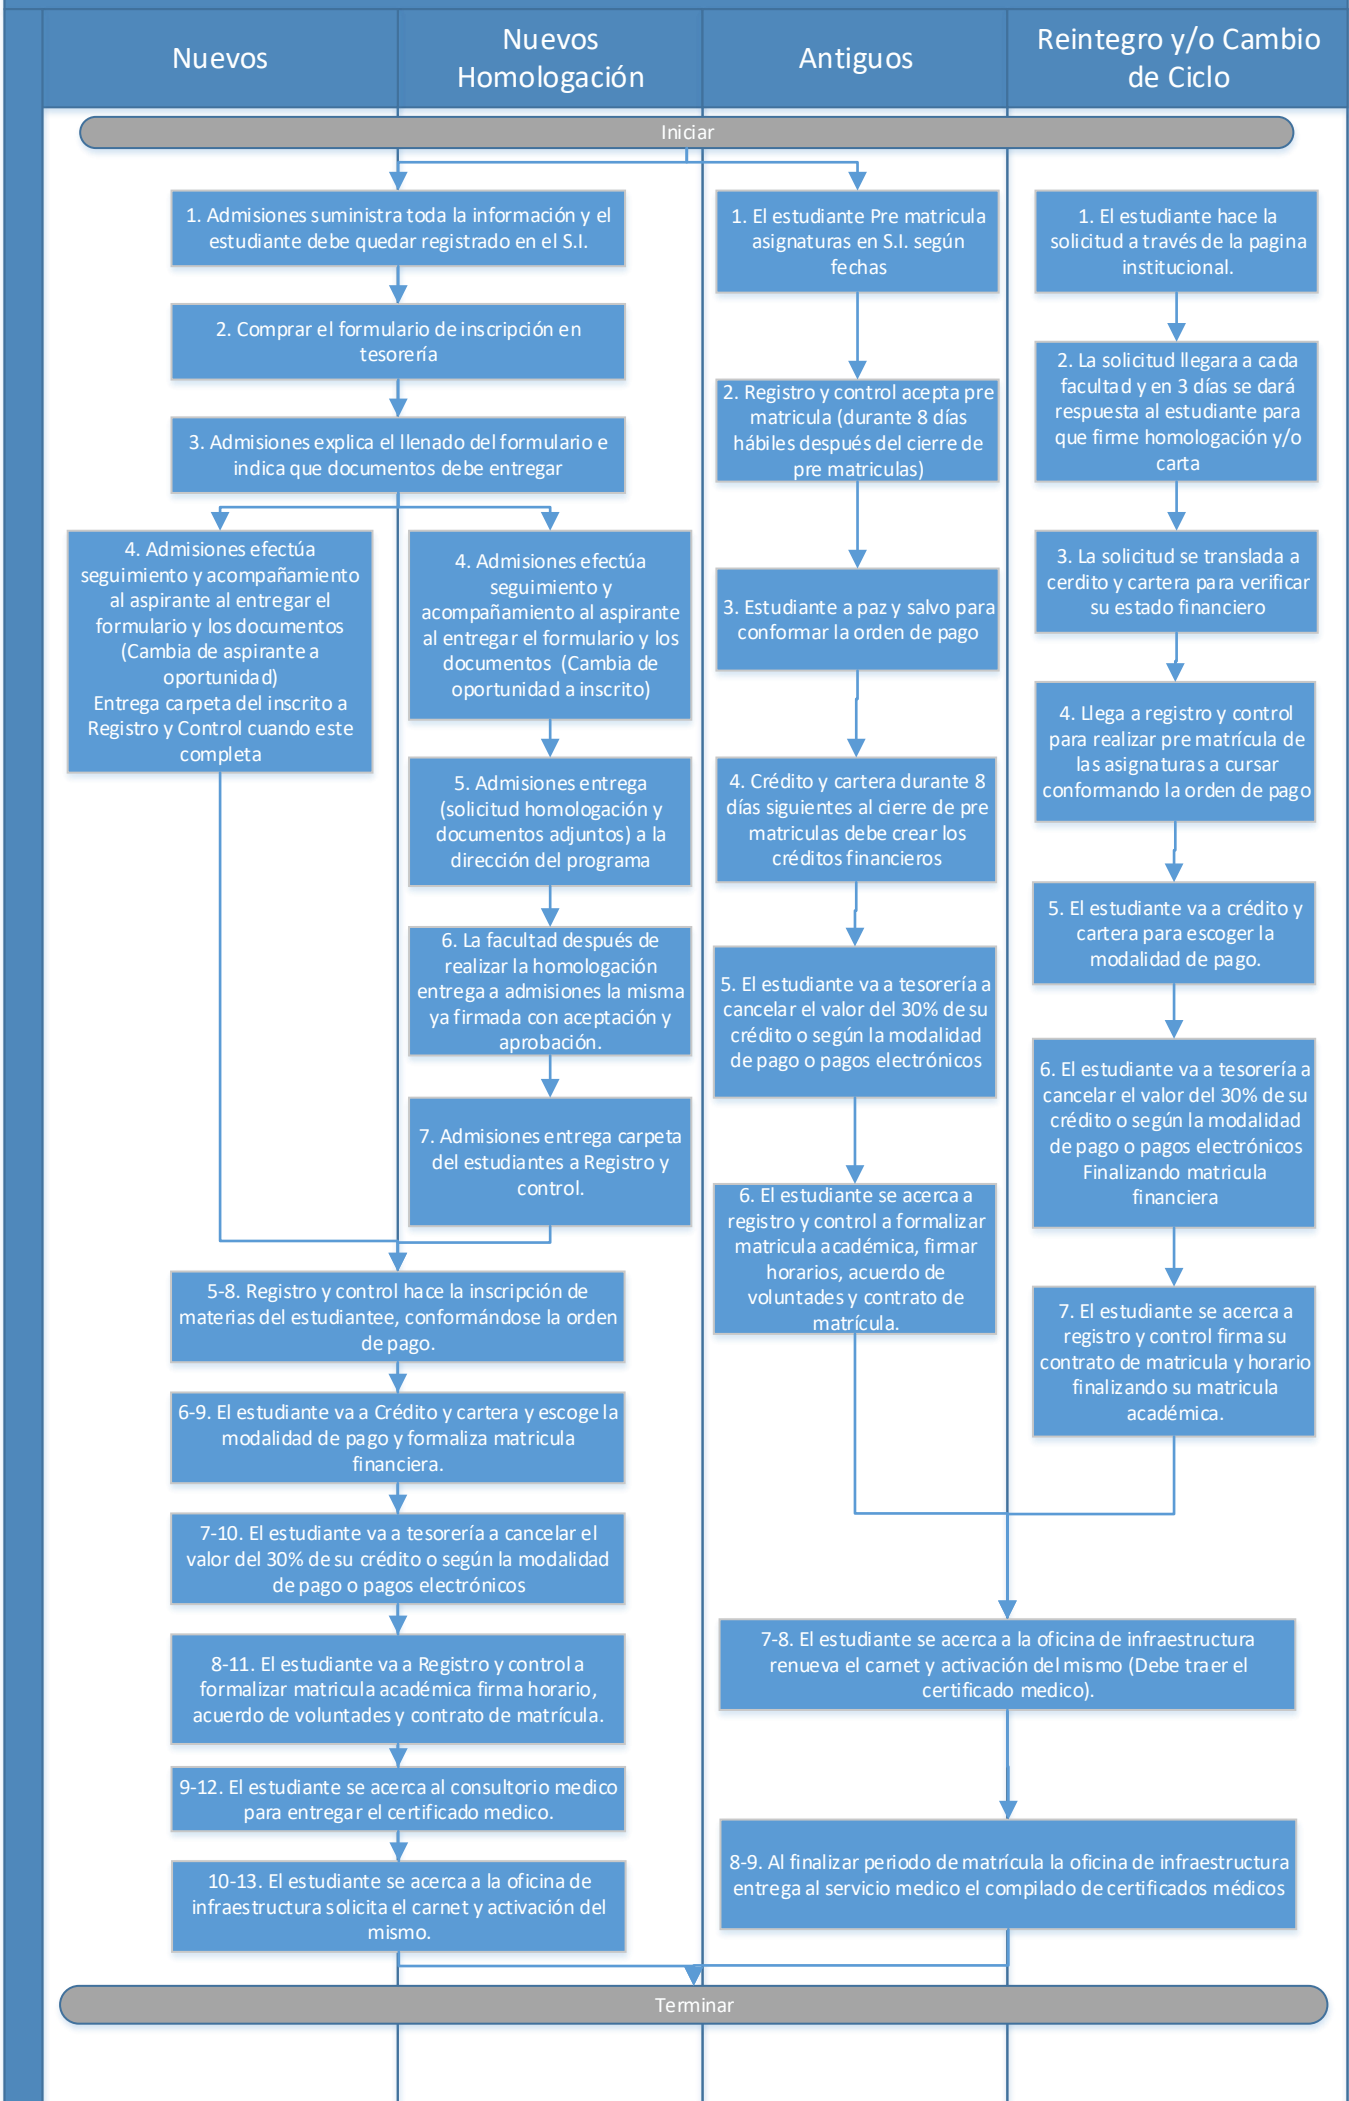 Nuevos
Nuevos
Homologación
Antiguos
Reintegro y/o Cambio
de Ciclo
Iniciar
1. Admisiones suministra toda la información y el
estudiante debe quedar registrado en el S.I.
2. Comprar el formulario de inscripción en
tesorería
3. Admisiones explica el llenado del formulario e
indica que documentos debe entregar
4. Admisiones efectúa
seguimiento y acompañamiento
al aspirante al entregar el
formulario y los documentos
(Cambia de aspirante a
oportunidad)
Entrega carpeta del inscrito a
Registro y Control cuando este
completa
4. Admisiones efectúa
seguimiento y
acompañamiento al aspirante
al entregar el formulario y los
documentos (Cambia de
oportunidad a inscrito)
5. Admisiones entrega
(solicitud homologación y
documentos adjuntos) a la
dirección del programa
6. La facultad después de
realizar la homologación
entrega a admisiones la misma
ya firmada con aceptación y
aprobación.
7. Admisiones entrega carpeta
del estudiantes a Registro y
control.
5-8. Registro y control hace la inscripción de
materias del estudiantee, conformándose la orden
de pago.
6-9. El estudiante va a Crédito y cartera y escoge la
modalidad de pago y formaliza matricula
financiera.
7-10. El estudiante va a tesorería a cancelar el
valor del 30% de su crédito o según la modalidad
de pago o pagos electrónicos
8-11. El estudiante va a Registro y control a
formalizar matricula académica firma horario,
acuerdo de voluntades y contrato de matrícula.
9-12. El estudiante se acerca al consultorio medico
para entregar el certificado medico.
10-13. El estudiante se acerca a la oficina de
infraestructura solicita el carnet y activación del
mismo.
1. El estudiante Pre matricula
asignaturas en S.I. según
fechas
2. Registro y control acepta pre
matricula (durante 8 días
hábiles después del cierre de
pre matriculas)
3. Estudiante a paz y salvo para
conformar la orden de pago
4. Crédito y cartera durante 8
días siguientes al cierre de pre
matriculas debe crear los
créditos financieros
5. El estudiante va a tesorería a
cancelar el valor del 30% de su
crédito o según la modalidad
de pago o pagos electrónicos
6. El estudiante se acerca a
registro y control a formalizar
matricula académica, firmar
horarios, acuerdo de
voluntades y contrato de
matrícula.
1. El estudiante hace la
solicitud a través de la pagina
institucional.
2. La solicitud llegara a cada
facultad y en 3 días se dará
respuesta al estudiante para
que firme homologación y/o
carta
3. La solicitud se translada a
cerdito y cartera para verificar
su estado financiero
4. Llega a registro y control
para realizar pre matrícula de
las asignaturas a cursar
conformando la orden de pago
5. El estudiante va a crédito y
cartera para escoger la
modalidad de pago.
6. El estudiante va a tesorería a
cancelar el valor del 30% de su
crédito o según la modalidad
de pago o pagos electrónicos
Finalizando matricula
financiera
7. El estudiante se acerca a
registro y control firma su
contrato de matricula y horario
finalizando su matricula
académica.
7-8. El estudiante se acerca a la oficina de infraestructura
renueva el carnet y activación del mismo (Debe traer el
certificado medico).
8-9. Al finalizar periodo de matrícula la oficina de infraestructura
entrega al servicio medico el compilado de certificados médicos
Terminar